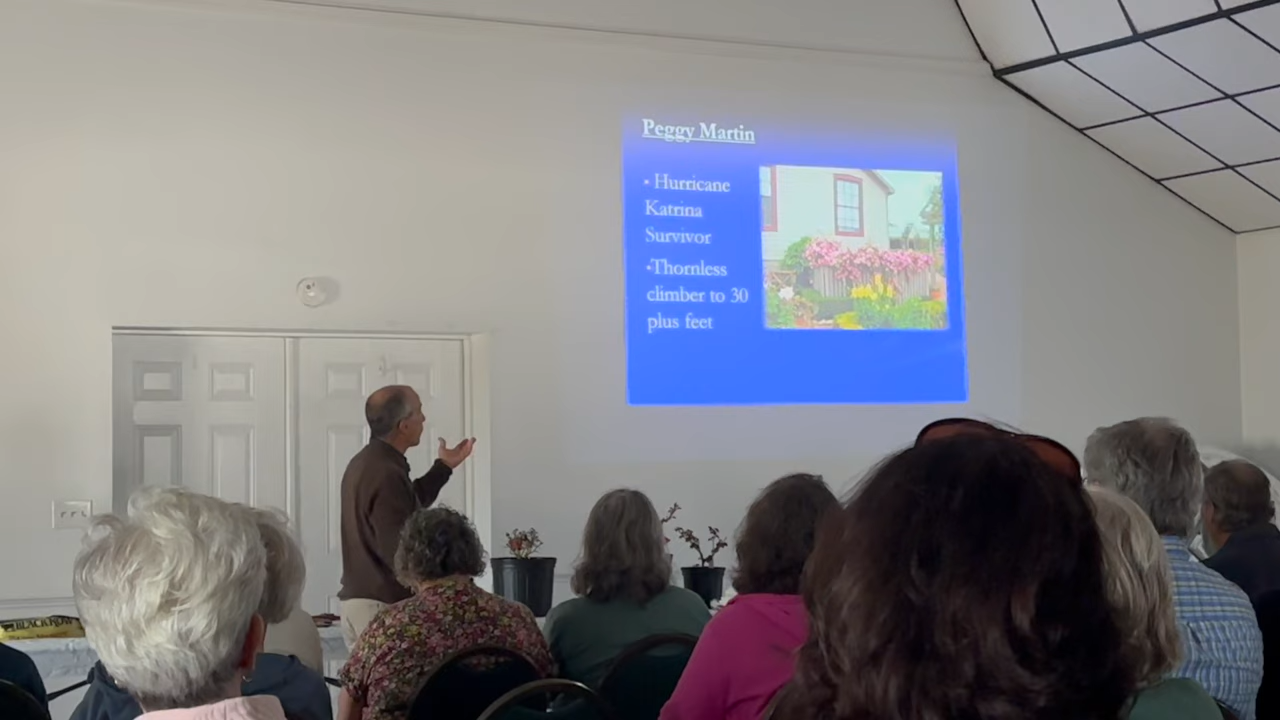 Peggy Martin
• Hurricane
Katrina
Survivor
•Thornless
climber to 30
plus feet